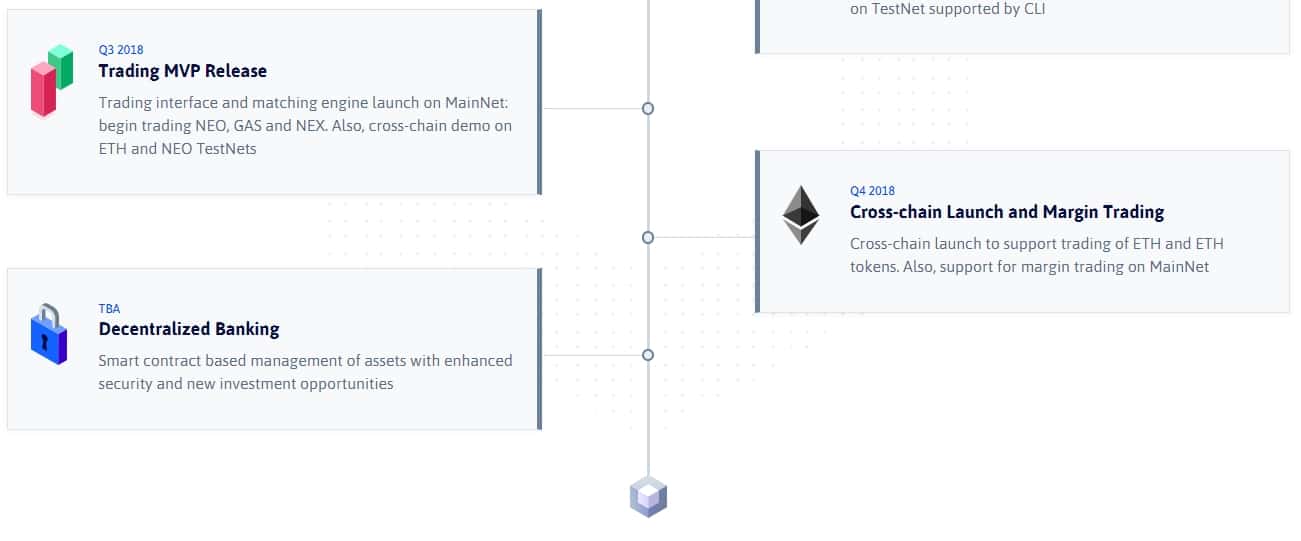 on TestNet supported by CLI
Q3 2018
Trading MVP Release
Trading interface and matching engine launch on MainNet:
begin trading NEO, GAS and NEX. Also, cross-chain demo on
ETH and NEO TestNets
Q4 2018
Cross-chain Launch and Margin Trading
Cross-chain launch to support trading of ETH and ETH
tokens. Also, support for margin trading on MainNet
TBA
Decentralized Banking
Smart contract based management of assets with enhanced
security and new investment opportunities